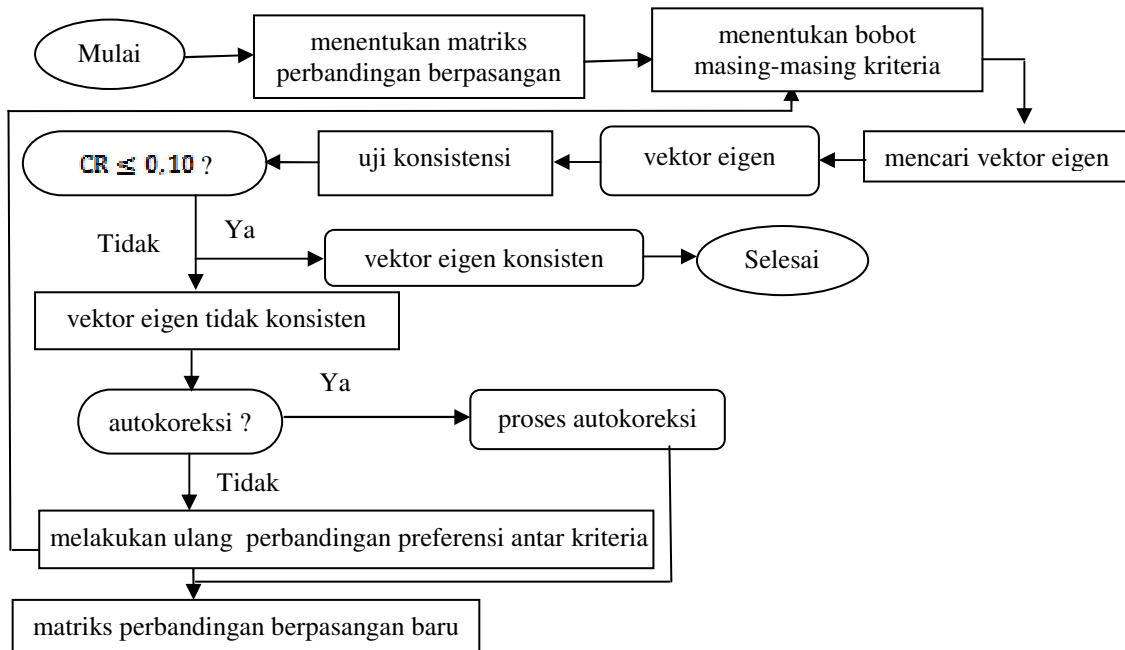 Mulai
menentukan matriks
perbandingan berpasangan
menentukan bobot
masing-masing kriteria
CR ≤ 0,10 ?
uji konsistensi
vektor eigen
mencari vektor eigen
Tidak
Ya
vektor eigen konsisten
Selesai
vektor eigen tidak konsisten
Ya
autokoreksi ?
proses autokoreksi
Tidak
melakukan ulang perbandingan preferensi antar kriteria
matriks perbandingan berpasangan baru